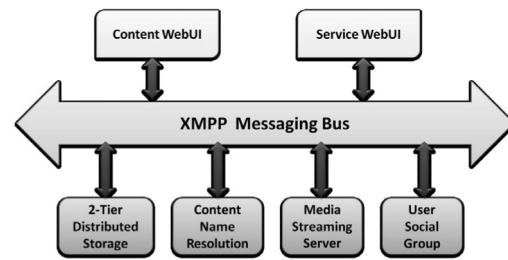 Content WebUI
Service WebUI
XMPP Messaging Bus
2-Tier
Distributed
Storage
Content
Name
Resolution
Media
Streaming
Server
User
Social
Group